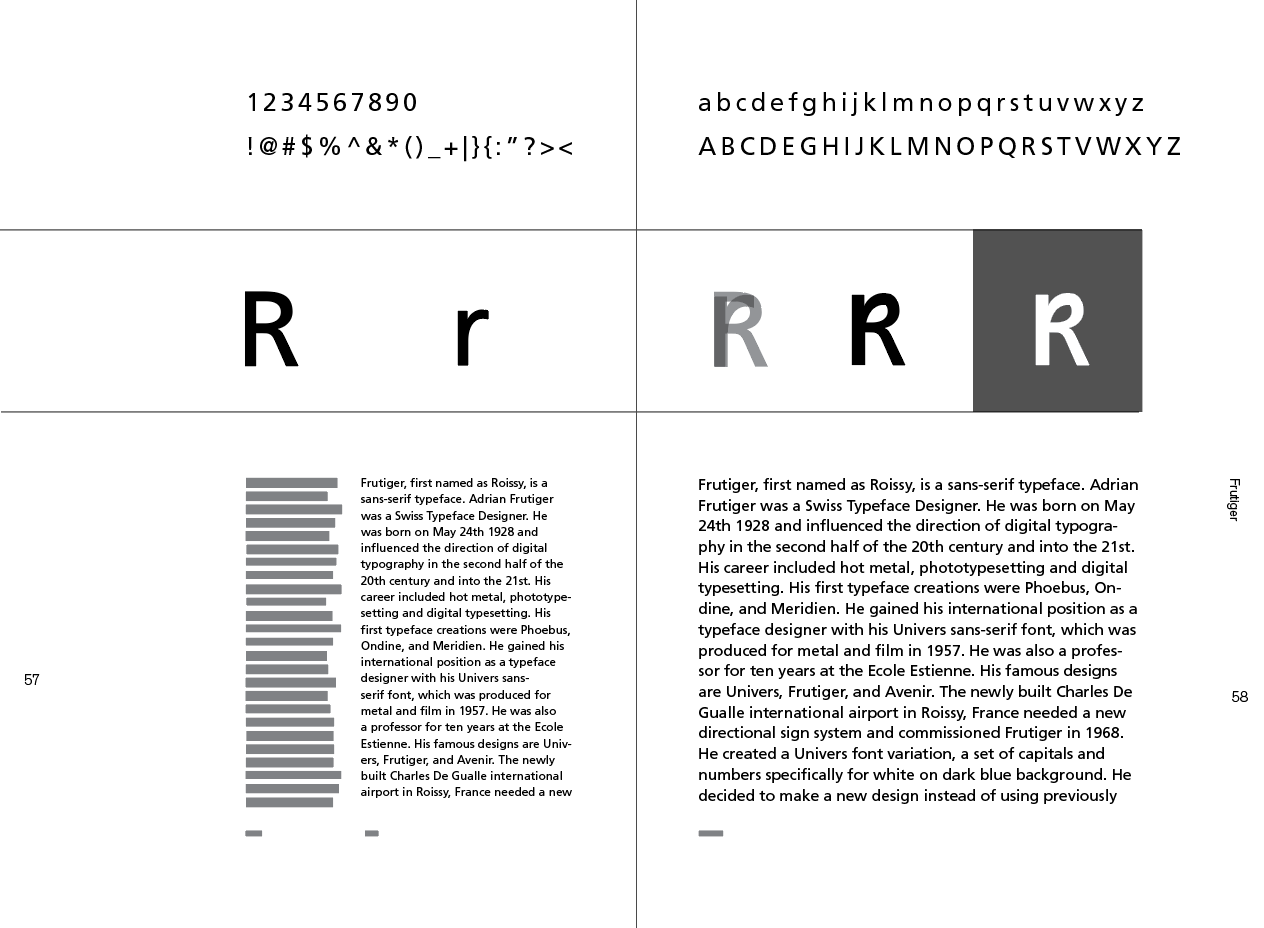 1234567890
!@#$%^&*()_+|}{:”?><
abcdefghijklmnopqrstuvwxyz
ABCDEFGHIJKLMNOPQRSTVWXYZ
R r
R R R
Frutiger, first named as Roissy, is a
sans-serif typeface. Adrian Frutiger
was a Swiss Typeface Designer. He
was born on May 24th 1928 and
influenced the direction of digital
typography in the second half of the
20th century and into the 21st. His
career included hot metal, phototype-
setting and digital typesetting. His
first typeface creations were Phoebus,
Ondine, and Meridien. He gained his
international position as a typeface
designer with his Univers sans-
serif font, which was produced for
metal and film in 1957. He was also
a professor for ten years at the Ecole
Estienne. His famous designs are Univ-
ers, Frutiger, and Avenir. The newly
built Charles De Gualle international
airport in Roissy, France needed a new
57
Frutiger, first named as Roissy, is a sans-serif typeface. Adrian
Frutiger was a Swiss Typeface Designer. He was born on May
24th 1928 and influenced the direction of digital typogra-
phy in the second half of the 20th century and into the 21st.
His career included hot metal, phototypesetting and digital
typesetting. His first typeface creations were Phoebus, On-
dine, and Meridien. He gained his international position as a
typeface designer with his Univers sans-serif font, which was
produced for metal and film in 1957. He was also a profes-
sor for ten years at the Ecole Estienne. His famous designs
are Univers, Frutiger, and Avenir. The newly built Charles De
Gualle international airport in Roissy, France needed a new
directional sign system and commissioned Frutiger in 1968.
He created a Univers font variation, a set of capitals and
numbers specifically for white on dark blue background. He
decided to make a new design instead of using previously
Frutiger
58